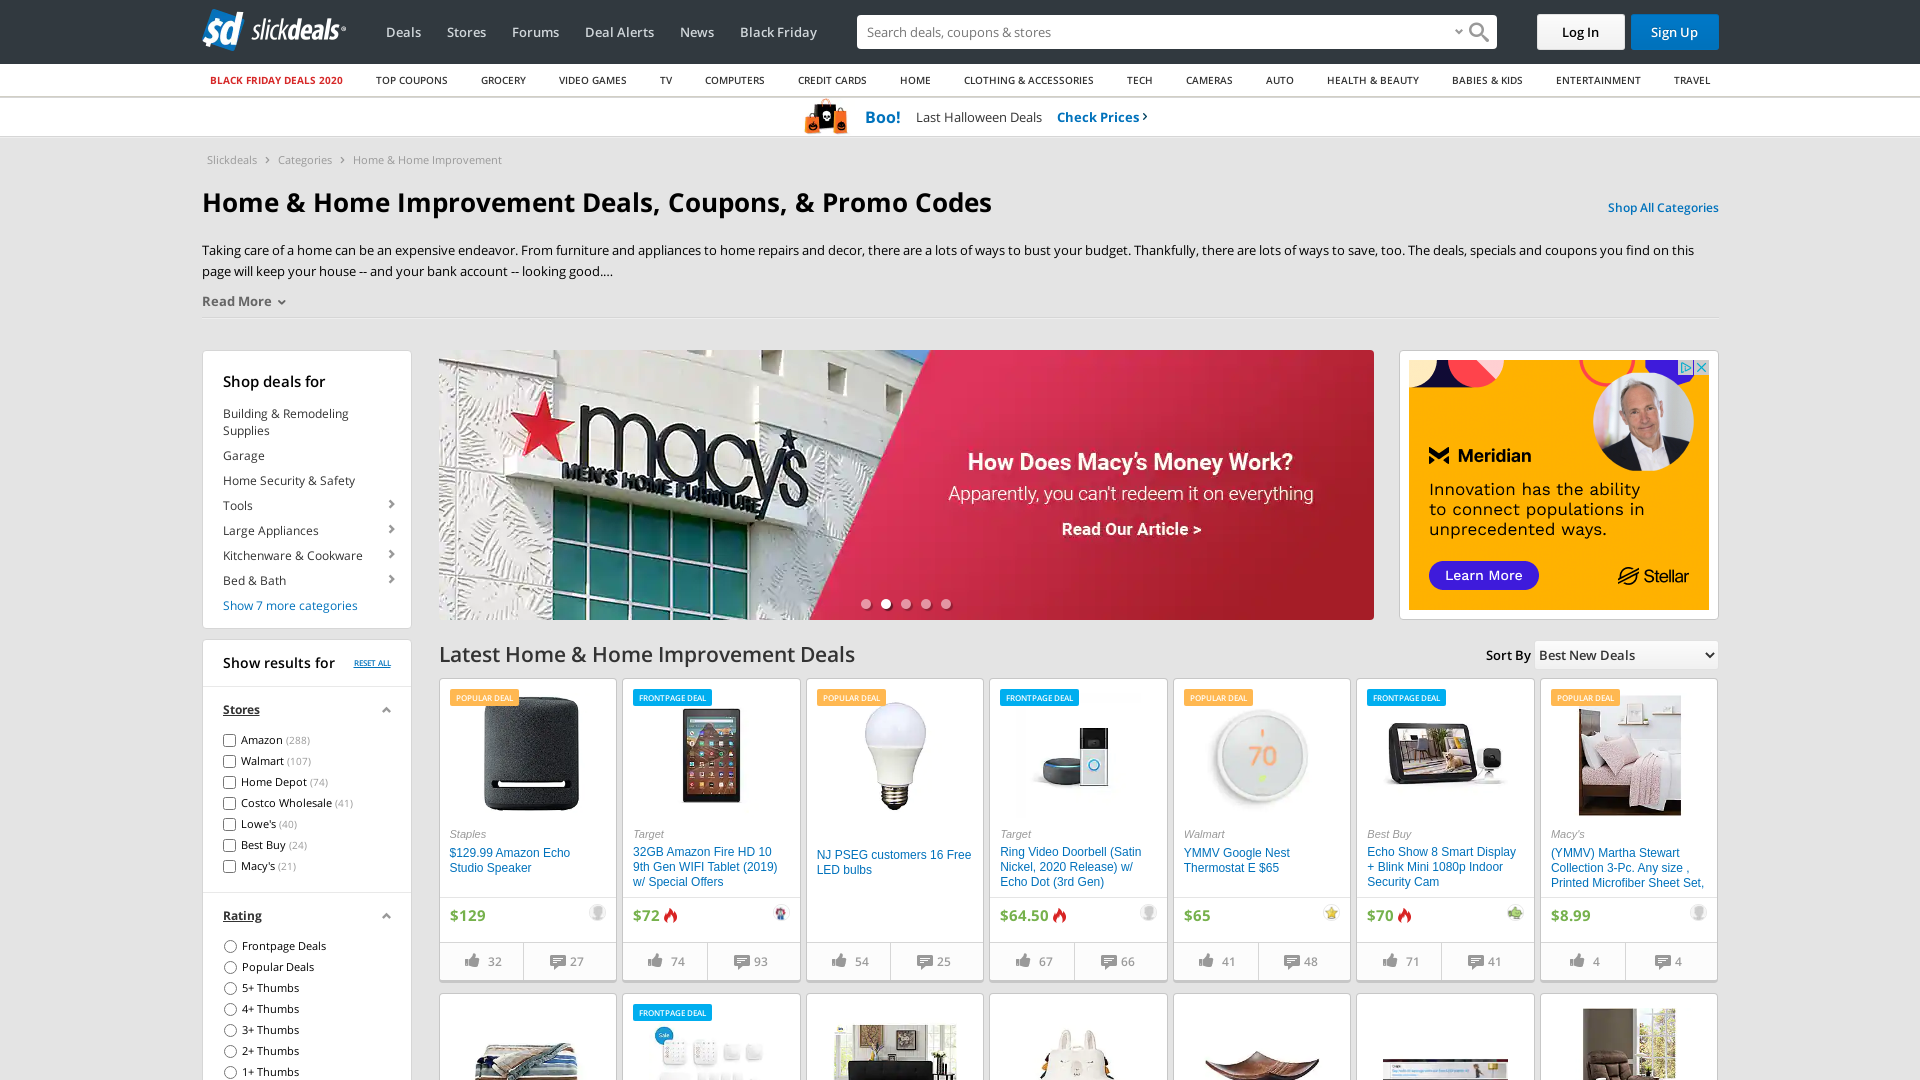 slickdeals
Deals
Stores
Forums
Deal Alerts
News
Black Friday
Search deals, coupons & stores
Log In
Sign Up
BLACK FRIDAY DEALS 2020
TOP COUPONS
GROCERY
VIDEO GAMES
TV
COMPUTERS
CREDIT CARDS
HOME
CLOTHING & ACCESSORIES
TECH
CAMERAS
AUTO
HEALTH & BEAUTY
BABIES & KIDS
ENTERTAINMENT
TRAVEL
Boo! Last Halloween Deals Check Prices
Slickdeals
Categories
Home & Home Improvement
Home & Home Improvement Deals, Coupons, & Promo Codes
Shop All Categories
Taking care of a home can be an expensive endeavor. From furniture and appliances to home repairs and decor, there are a lots of ways to bust your budget. Thankfully, there are lots of ways to save, too. The deals, specials and coupons you find on this
page will keep your house -- and your bank account -- looking good....
Read More
Shop deals for
Building & Remodeling
Supplies
Garage
Home Security & Safety
Tools
Large Appliances
Kitchenware & Cookware
Bed & Bath
Show 7 more categories
macy's
MEN'S HOME FURNITURE
How Does Macy's Money Work?
Apparently, you can't redeem it on everything
Read Our Article >
Meridian
Innovation has the ability
to connect populations in
unprecedented ways.
Learn More
Stellar
Show results for
RESET ALL
Stores
Amazon (288)
Walmart (107)
Home Depot (74)
Costco Wholesale (41)
Lowe's (40)
Best Buy (24)
Macy's (21)
Rating
Frontpage Deals
Popular Deals
5+ Thumbs
4+ Thumbs
3+ Thumbs
2+ Thumbs
1+ Thumbs
Latest Home & Home Improvement Deals
Sort By Best New Deals
POPULAR DEAL
Staples
$129.99 Amazon Echo
Studio Speaker
$129
32
27
FRONTPAGE DEAL
Target
32GB Amazon Fire HD 10
9th Gen WIFI Tablet (2019)
w/ Special Offers
$72
74
93
POPULAR DEAL
NJ PSEG customers 16 Free
LED bulbs
54
25
FRONTPAGE DEAL
Target
Ring Video Doorbell (Satin
Nickel, 2020 Release) w/
Echo Dot (3rd Gen)
$64.50
67
66
POPULAR DEAL
70
Walmart
YMMV Google Nest
Thermostat E $65
$65
41
48
FRONTPAGE DEAL
Best Buy
Echo Show 8 Smart Display
+ Blink Mini 1080p Indoor
Security Cam
$70
71
41
POPULAR DEAL
Macy's
(YMMV) Martha Stewart
Collection 3-Pc. Any size ,
Printed Microfiber Sheet Set,
$8.99
4
4
FRONTPAGE DEAL
Sale